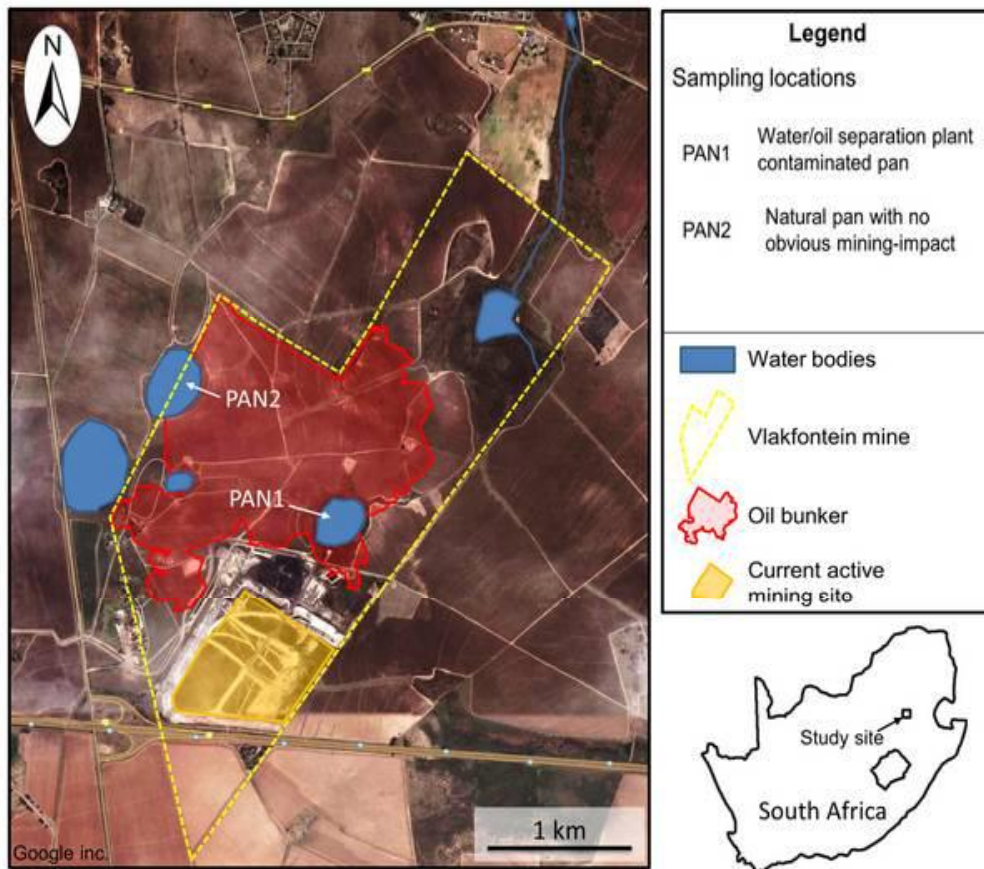 N
PAN2
PAN1
1 km
Google inc.
Legend
Sampling locations
PAN1
Water/oil separation plant
contaminated pan
PAN2
Natural pan with no
obvious mining-impact
Water bodies
Vlakfontein mine
Oil bunker
Current active
mining site
Study site
South Africa